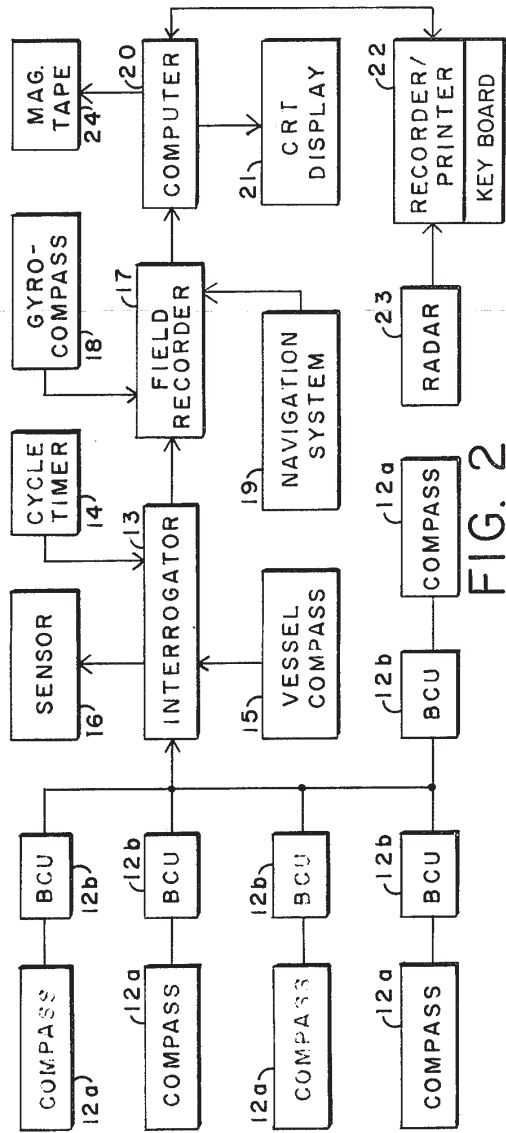 COMPASS
12a
BCU
12b
COMPASS
12a
BCU
12b
COMPASS
12a
BCU
12b
COMPASS
12a
BCU
12b
BCU
12b
COMPASS
12a
SENSOR
16
CYCLE
TIMER
14
INTERROGATOR
13
VESSEL
COMPASS
15
GYRO-
COMPASS
18
FIELD
RECORDER
17
NAVIGATION
SYSTEM
19
MAG.
TAPE
24
COMPUTER
20
CRT
DISPLAY
21
RADAR
23
RECORDER/
PRINTER
22
KEY BOARD
FIG. 2